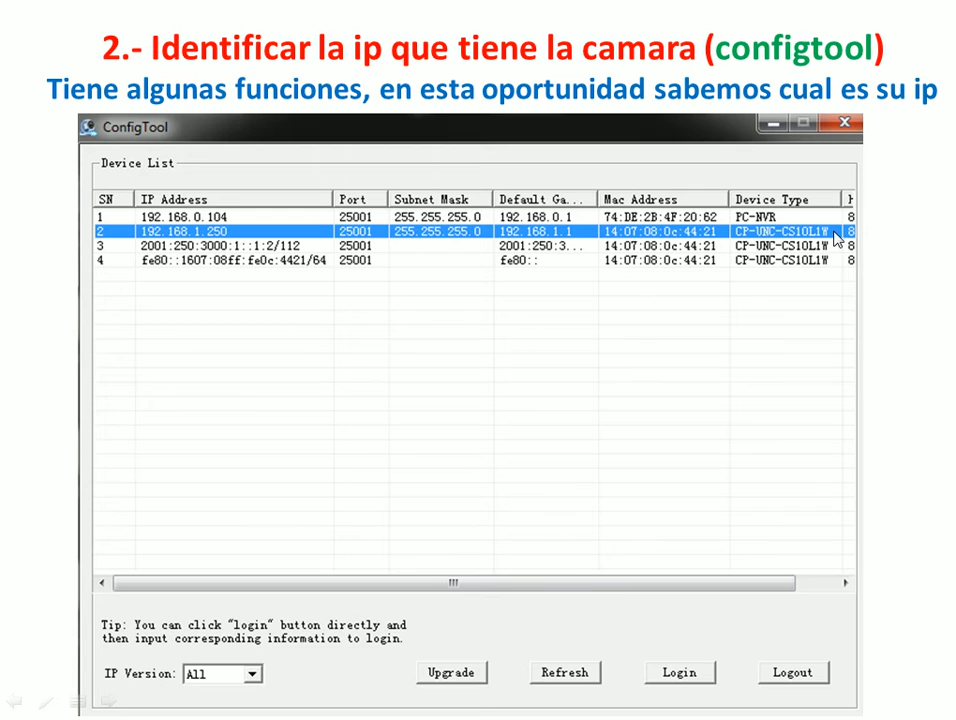 2.- Identificar la ip que tiene la camara (configtool)
Tiene algunas funciones, en esta oportunidad sabemos cual es su ip
ConfigTool
Device List
SN IP Address Port Subnet Mask Default Ga... Mac Address Device Type
1 192.168.0.104 25001 255.255.255.0 192.168.0.1 74:DE:2B:4F:20:62 PC-NVR 8
2 192.168.1.250 25001 255.255.255.0 192.168.1.1 14:07:08:0c:44:21 CP-UNC-CS10L1W 8
3 2001:250:3000:1::1:2/112 25001 2001:250:3... 14:07:08:0c:44:21 CP-UNC-CS10L1W 8
4 fe80::1607:08ff:fe0c:4421/64 25001 fe80:: 14:07:08:0c:44:21 CP-UNC-CS10L1W 8
Tip: You can click "login" button directly and
then input corresponding information to login.
IP Version: All Upgrade Refresh Login Logout